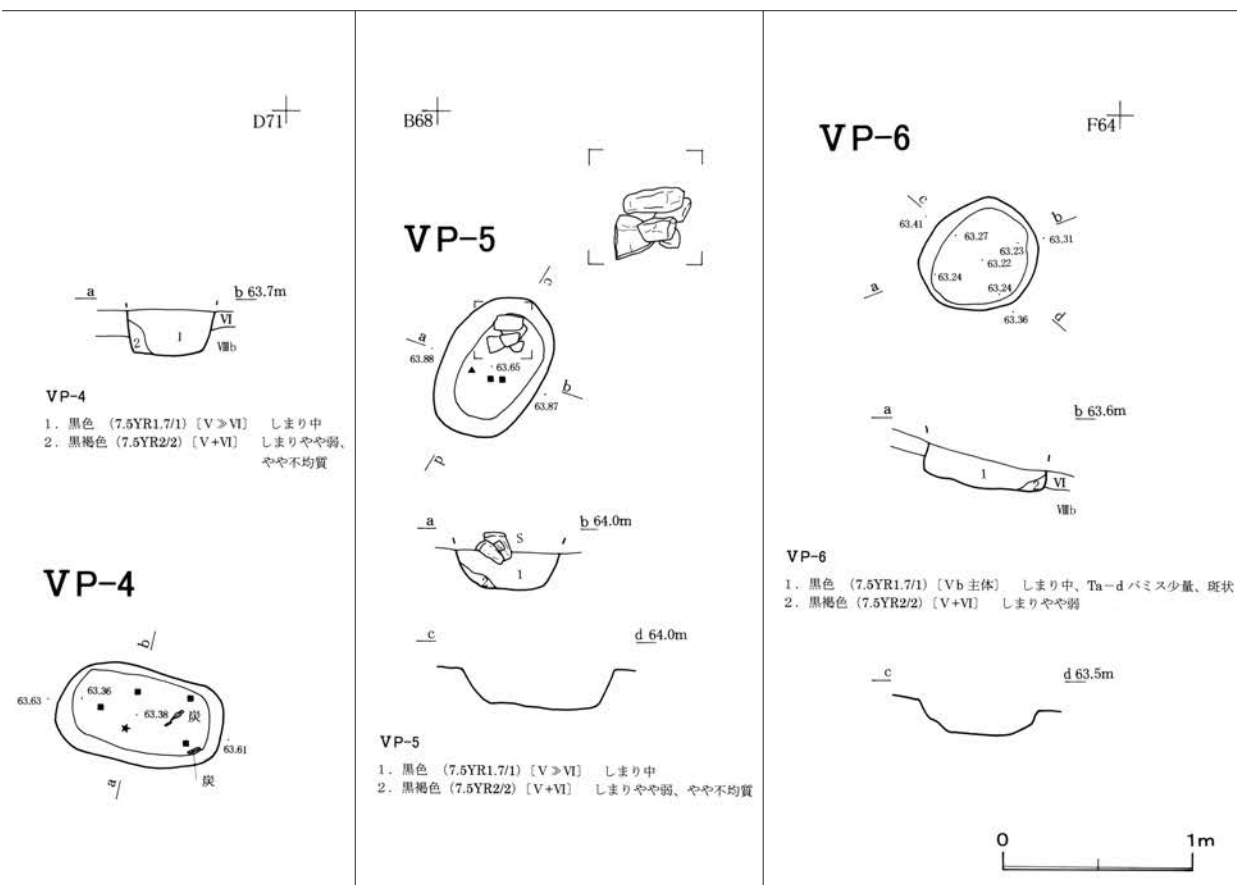 D71
a
b 63.7m
VI
1
2
VIIIb
VP-4
1. 黒色 (7.5YR1.7/1) [V≫VI] しまり中
2. 黒褐色 (7.5YR2/2) [V+VI] しまりやや弱、
やや不均質
VP-4
b
63.63
63.36
63.38
炭
63.61
a
炭
B68
VP-5
c
a
63.88
63.65
b
63.87
d
a
b 64.0m
S
2
1
c
d 64.0m
VP-5
1. 黒色 (7.5YR1.7/1) [V≫VI] しまり中
2. 黒褐色 (7.5YR2/2) [V+VI] しまりやや弱、やや不均質
VP-6
F64
c
63.41
b
63.27
63.23
63.31
63.22
63.24
63.24
a
63.36
d
a
b 63.6m
1
2
VI
VIIIb
VP-6
1. 黒色 (7.5YR1.7/1) [Vb 主体] しまり中、Ta-d パミス少量、斑状
2. 黒褐色 (7.5YR2/2) [V+VI] しまりやや弱
c
d 63.5m
0
1m